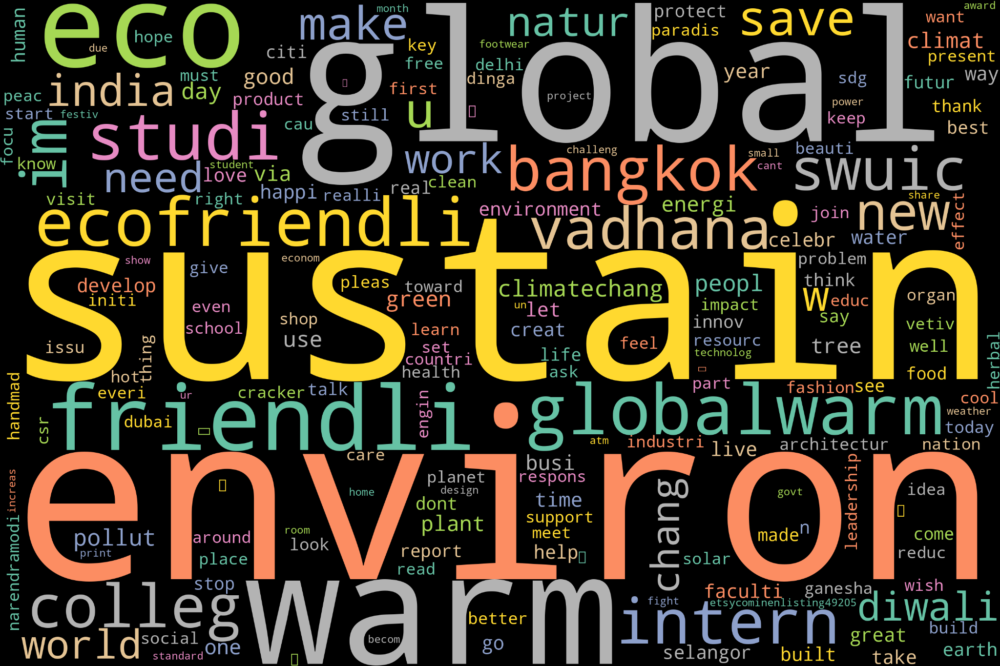 human
eco
hope
due
make
month
citi
global
natur
protect
paradis
save
award
want
climat
present
key
free
footwear
delhi
dinga
year
sdg
futur
way
india
must
day
good
product
first
u
project
power
thank
keep
best
peac
start
festiv
im
studi
cau
still
focu
know
need
student
love
via
happi
realli
real
clean
work
bangkok
challeng
small
cant
beauti
swuic
visit
right
ecofriendli
environment
energi
vadhana
celebr
join
new
share
effect
water
sustain
show
econom
give
develop
initi
pleas
toward
green
climatechang
un
let
peopl
impact
problem
think
w
educ
say
organ
even
school
shop
use
learn
set
countri
health
creat
life
ask
feel
innov
resourc
technolog
tree
vetiv
well
food
herbal
issu
thing
hot
everi
ur
cracker
talk
part
fashion
see
cool
weather
today
handmad
csr
friendli
dubai
engin
globalwarm
atm
industri
live
architectur
nation
environ
care
planet
design
busi
respons
home
dont
plant
time
support
meet
help
chang
govt
made
n
leadership
idea
come
reduc
increas
narendramodi
pollut
print
around
place
room
look
report
read
solar
stop
colleg
warm
faculti
ganesha
wish
etsycominenlisting49205
fight
intern
diwali
better
go
becom
world
social
standard
one
selangor
built
great
build
take
earth